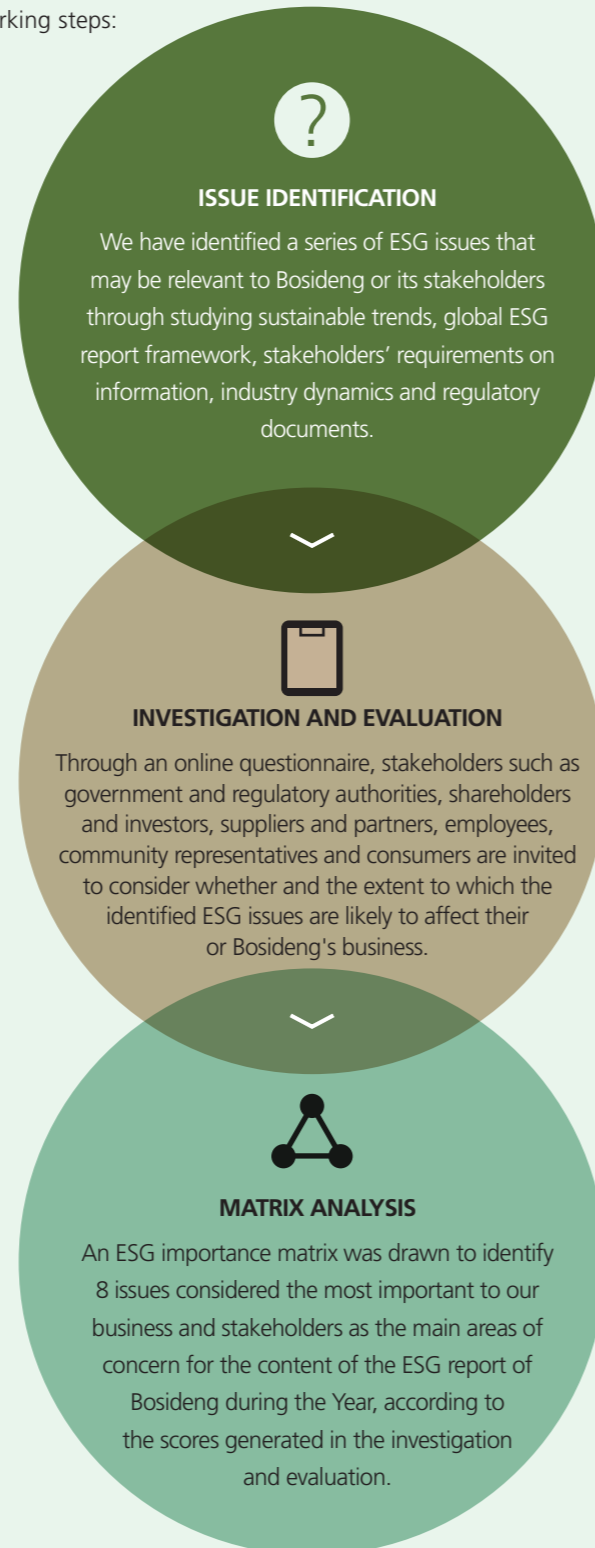 rking steps:
?
ISSUE IDENTIFICATION
We have identified a series of ESG issues that
may be relevant to Bosideng or its stakeholders
through studying sustainable trends, global ESG
report framework, stakeholders’ requirements on
information, industry dynamics and regulatory
documents.
INVESTIGATION AND EVALUATION
Through an online questionnaire, stakeholders such as
government and regulatory authorities, shareholders
and investors, suppliers and partners, employees,
community representatives and consumers are invited
to consider whether and the extent to which the
identified ESG issues are likely to affect their
or Bosideng's business.
MATRIX ANALYSIS
An ESG importance matrix was drawn to identify
8 issues considered the most important to our
business and stakeholders as the main areas of
concern for the content of the ESG report of
Bosideng during the Year, according to
the scores generated in the investigation
and evaluation.